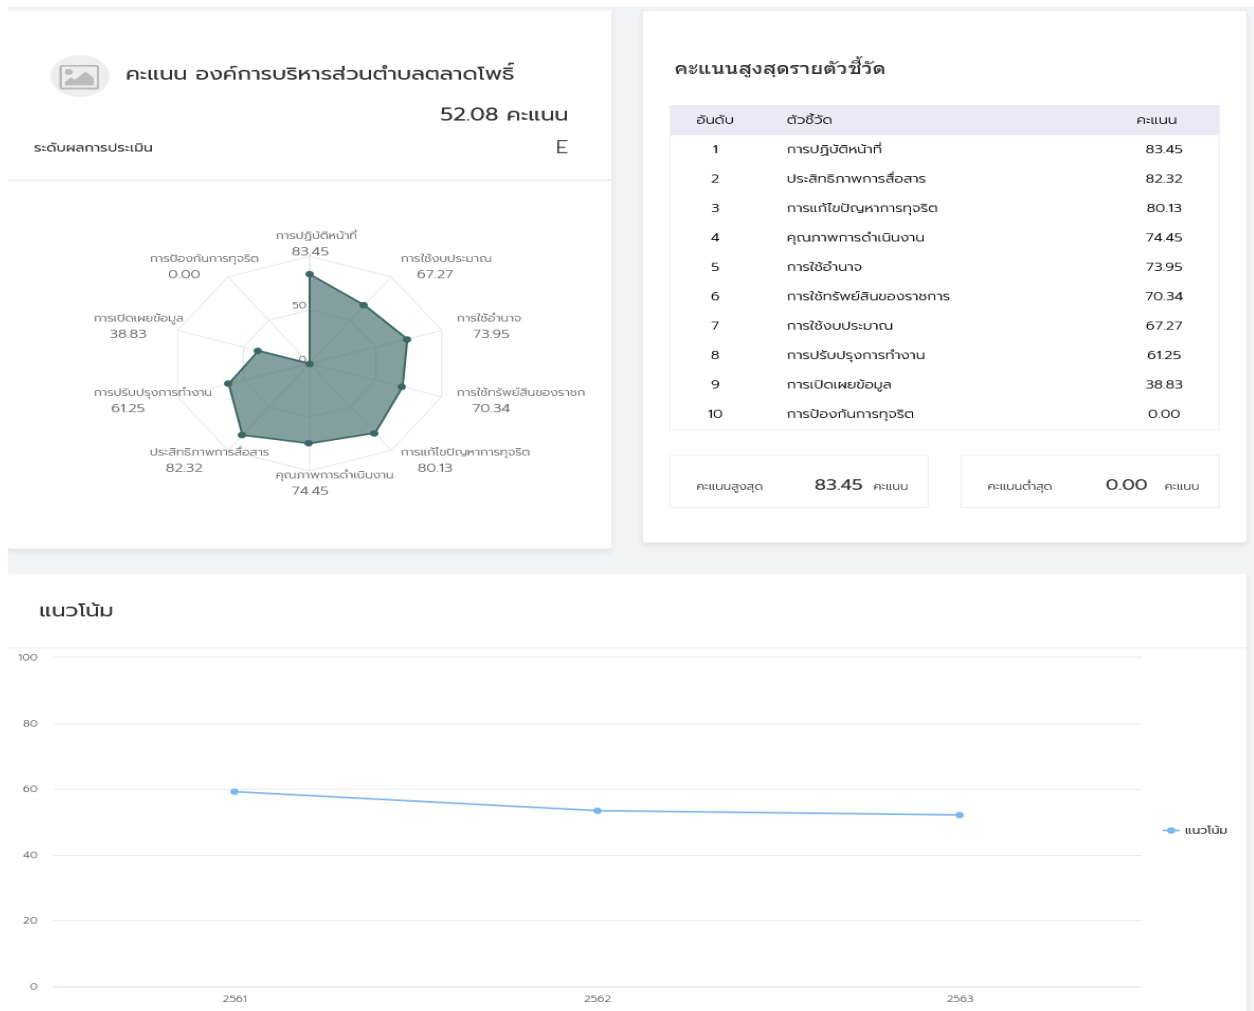 คะแนน องค์การบริหารส่วนตำบลตลาดโพธิ์
52.08 คะแนน
ระดับผลการประเมิน E
การปฏิบัติหน้าที่
83.45
การป้องกันการทุจริต
0.00
การใช้งบประมาณ
67.27
50
การเปิดเผยข้อมูล
38.83
การใช้อำนาจ
73.95
0
การปรับปรุงการทำงาน
61.25
การใช้ทรัพย์สินของราชก
70.34
ประสิทธิภาพการสื่อสาร
82.32
การแก้ไขปัญหาการทุจริต
80.13
คุณภาพการดำเนินงาน
74.45
คะแนนสูงสุดรายตัวชี้วัด
อันดับ ตัวชี้วัด คะแนน
1 การปฏิบัติหน้าที่ 83.45
2 ประสิทธิภาพการสื่อสาร 82.32
3 การแก้ไขปัญหาการทุจริต 80.13
4 คุณภาพการดำเนินงาน 74.45
5 การใช้อำนาจ 73.95
6 การใช้ทรัพย์สินของราชการ 70.34
7 การใช้งบประมาณ 67.27
8 การปรับปรุงการทำงาน 61.25
9 การเปิดเผยข้อมูล 38.83
10 การป้องกันการทุจริต 0.00
คะแนนสูงสุด 83.45 คะแนน
คะแนนต่ำสุด 0.00 คะแนน
แนวโน้ม
100
80
60
40
20
0
2561 2562 2563
แนวโน้ม